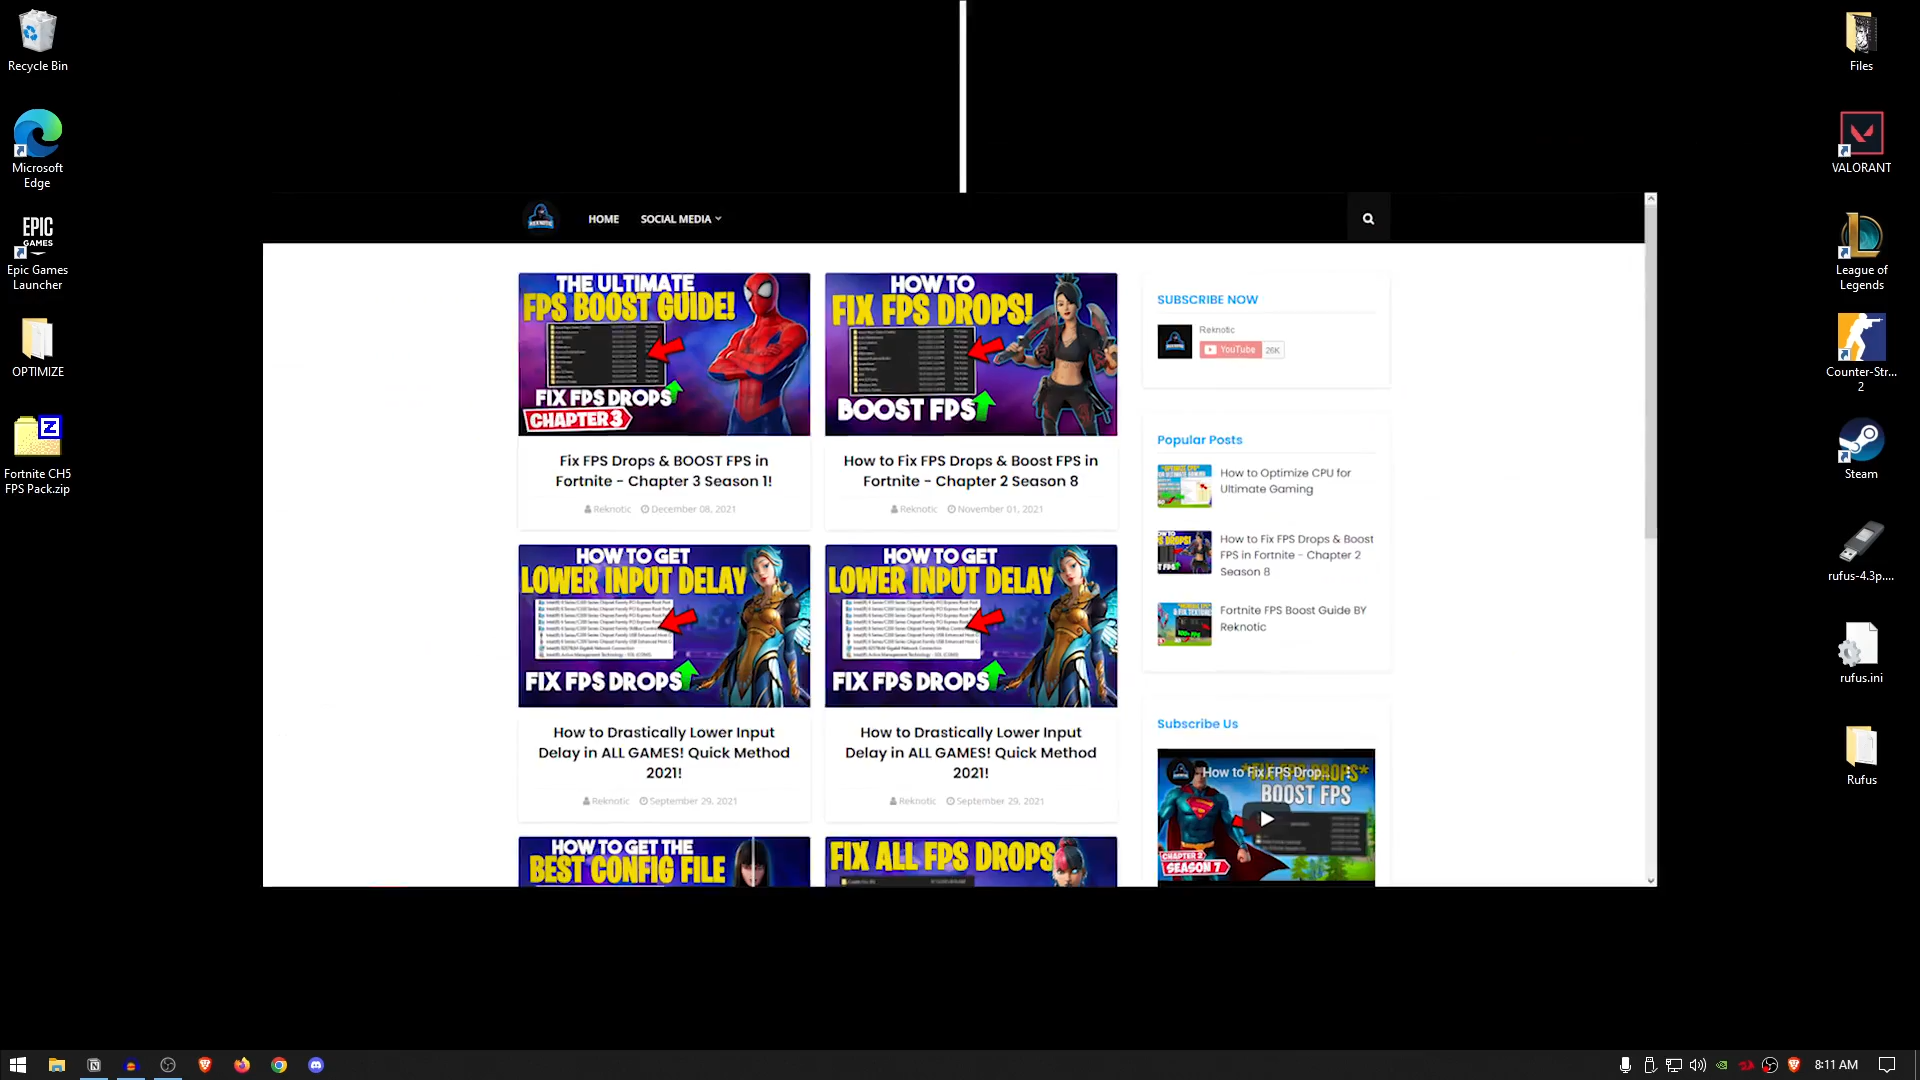 Recycle Bin
Microsoft
Edge
EPIC
GAMES
Epic Games
Launcher
OPTIMIZE
Z
Fortnite CH5
FPS Pack.zip
HOME
SOCIAL MEDIA
THE ULTIMATE
FPS BOOST GUIDE!
FIX FPS DROPS
CHAPTER 3
Fix FPS Drops & BOOST FPS in
Fortnite - Chapter 3 Season 1!
Reknotic
December 08, 2021
HOW TO
FIX FPS DROPS!
BOOST FPS
How to Fix FPS Drops & Boost FPS in
Fortnite - Chapter 2 Season 8
Reknotic
November 01, 2021
HOW TO GET
LOWER INPUT DELAY
FIX FPS DROPS
How to Drastically Lower Input
Delay in ALL GAMES! Quick Method
2021!
Reknotic
September 29, 2021
HOW TO GET
LOWER INPUT DELAY
FIX FPS DROPS
How to Drastically Lower Input
Delay in ALL GAMES! Quick Method
2021!
Reknotic
September 29, 2021
HOW TO GET THE
BEST CONFIG FILE
FIX ALL FPS DROPS
SUBSCRIBE NOW
Reknotic
YouTube
26K
Popular Posts
How to Optimize CPU for
Ultimate Gaming
How to Fix FPS Drops & Boost
FPS in Fortnite - Chapter 2
Season 8
Fortnite FPS Boost Guide BY
Reknotic
Subscribe Us
How to Fix FPS Drop...
*FIX FPS DROPS*
BOOST FPS
CHAPTER 2
SEASON 7
Files
VALORANT
League of
Legends
Counter-Str...
2
Steam
rufus-4.3p....
rufus.ini
Rufus
8:11 AM